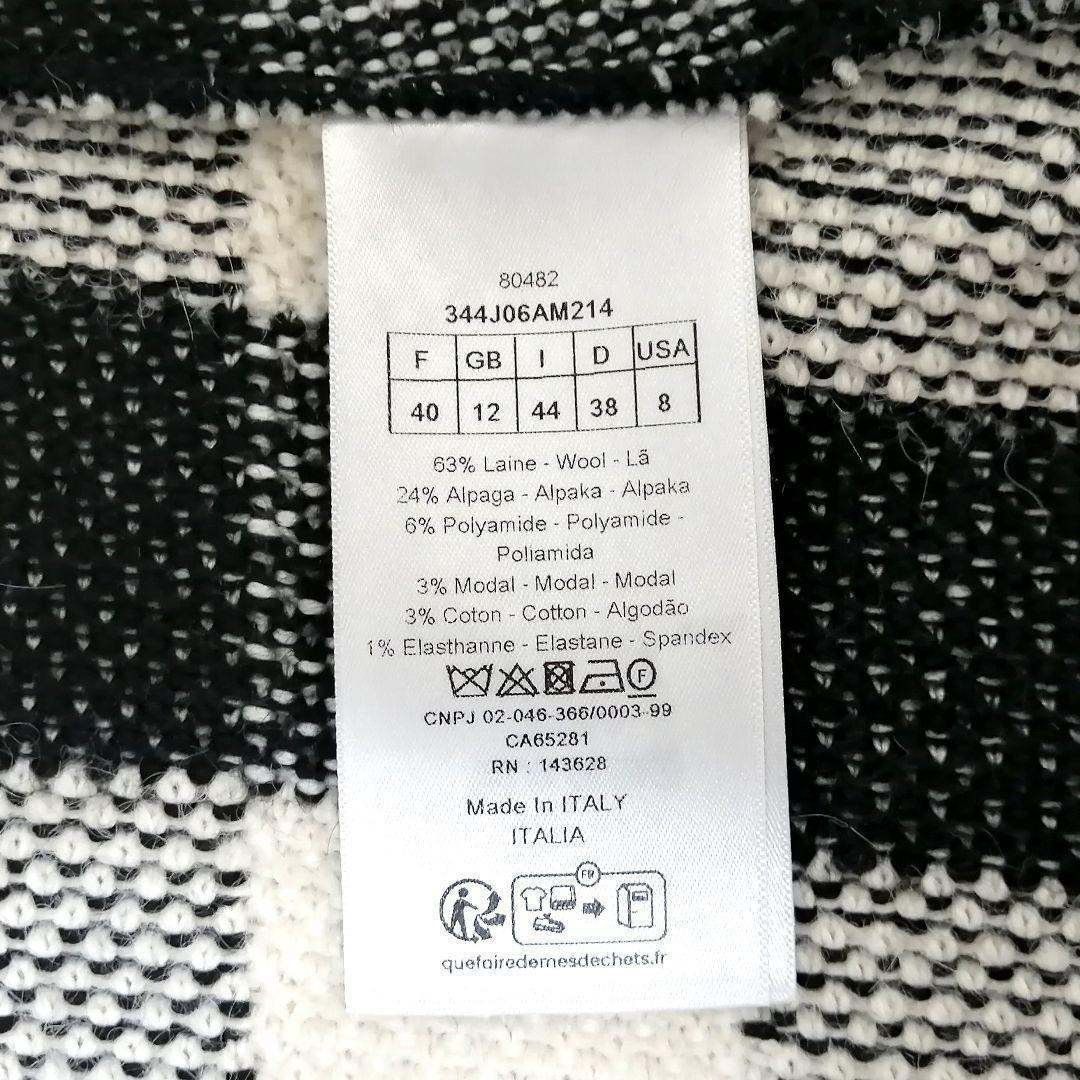 80482
344J06AM214
F GB I D USA
40 12 44 38 8
63% Laine - Wool - Lã
24% Alpaga - Alpaka - Alpaka
6% Polyamide - Polyamide -
Poliamida
3% Modal - Modal - Modal
3% Coton - Cotton - Algodão
1% Elasthanne - Elastane - Spandex
F
CNPJ 02-046-366/0003-99
CA65281
RN : 143628
Made In ITALY
ITALIA
FR
quefairedemesdechets.fr